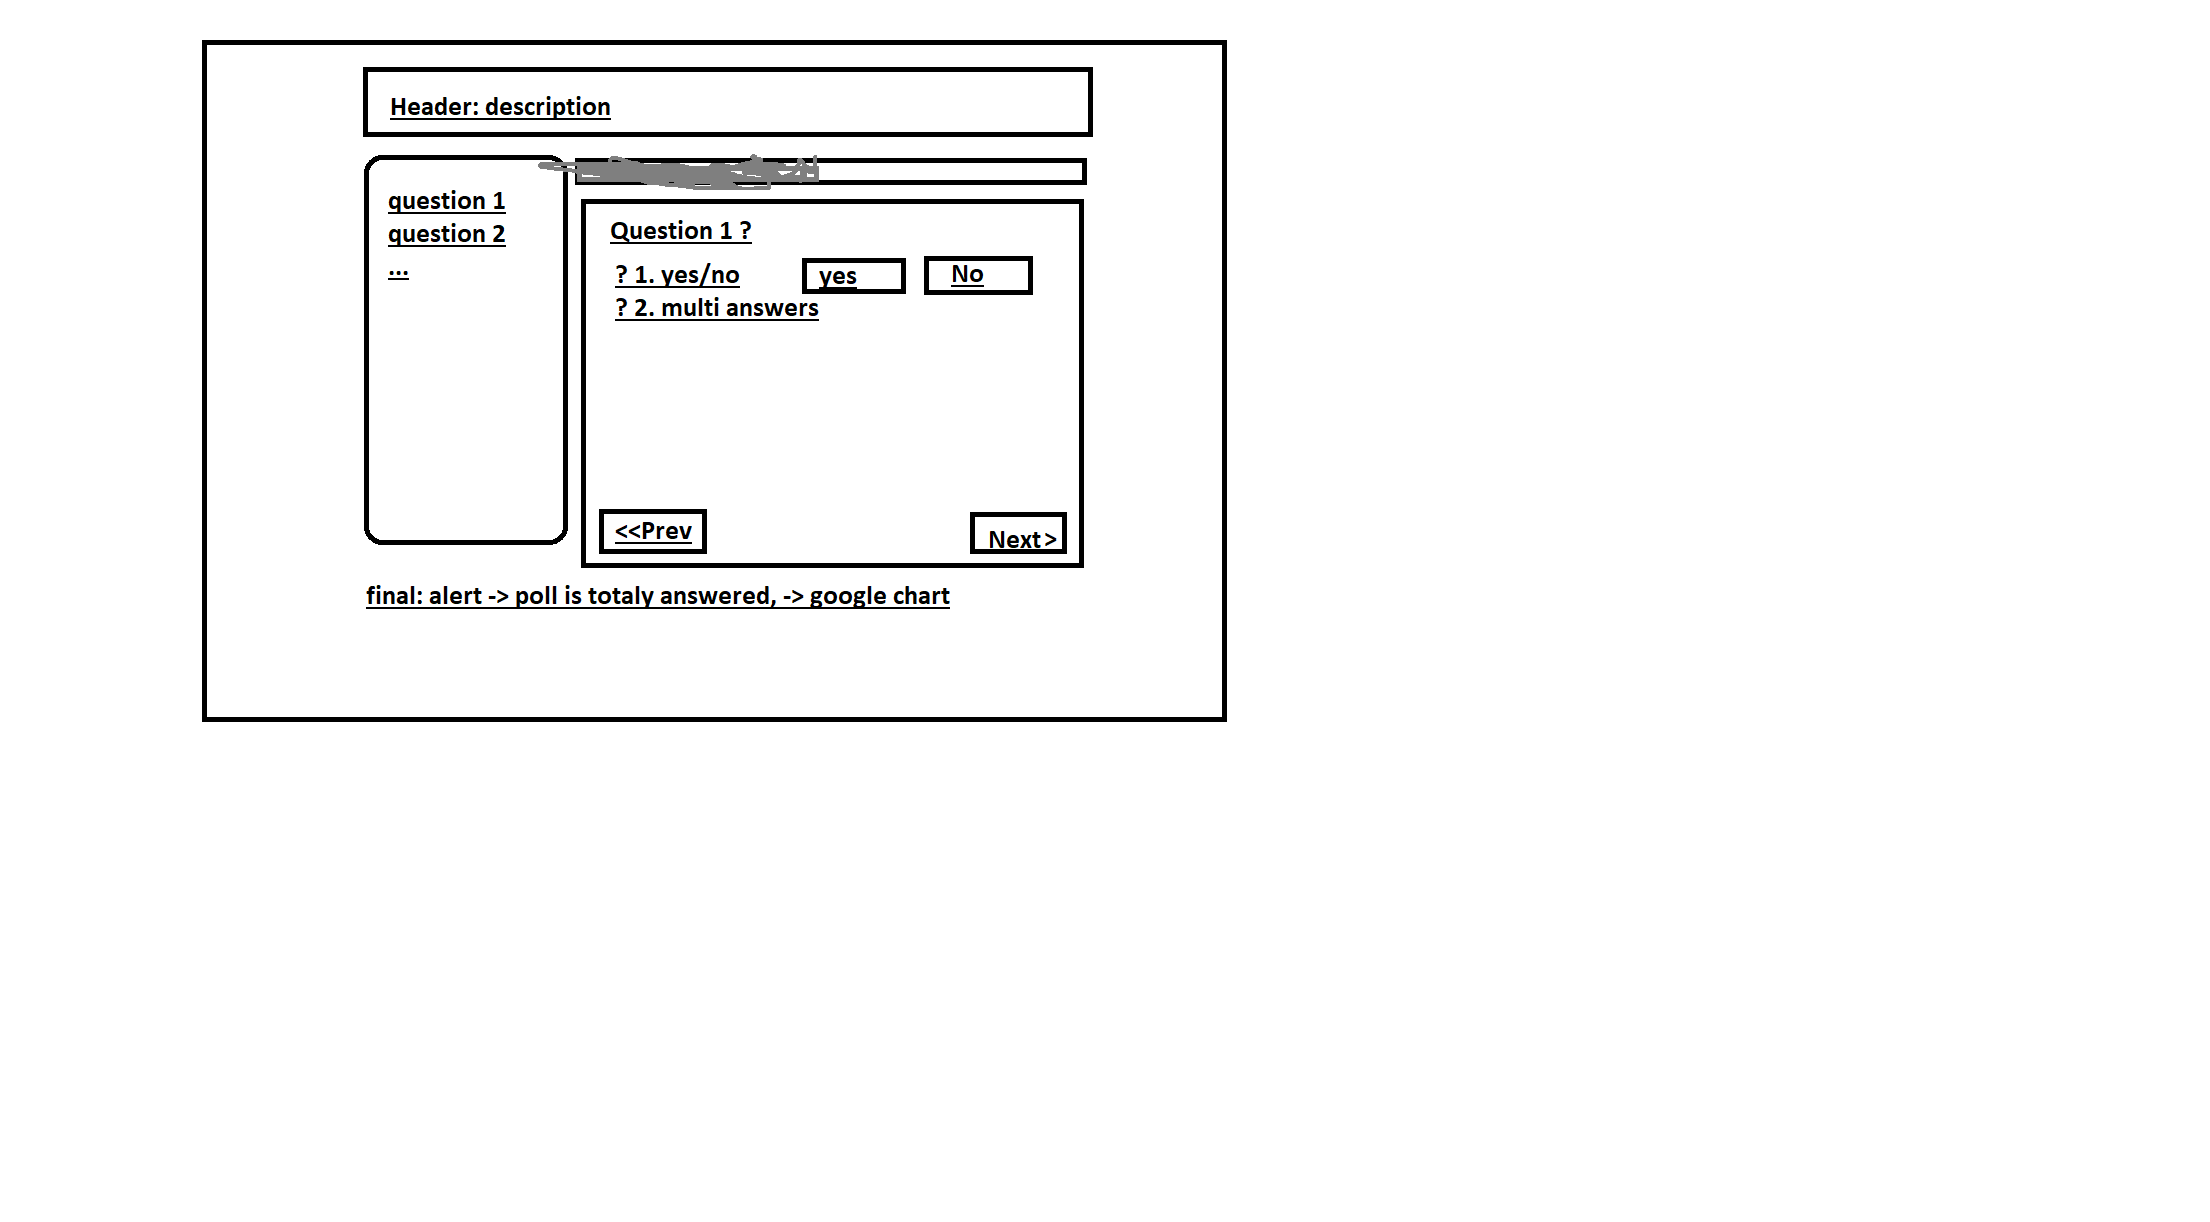 Header: description
question 1
question 2
...
Question 1 ?
? 1. yes/no
yes
No
? 2. multi answers
<<Prev
Next>
final: alert -> poll is totaly answered, -> google chart